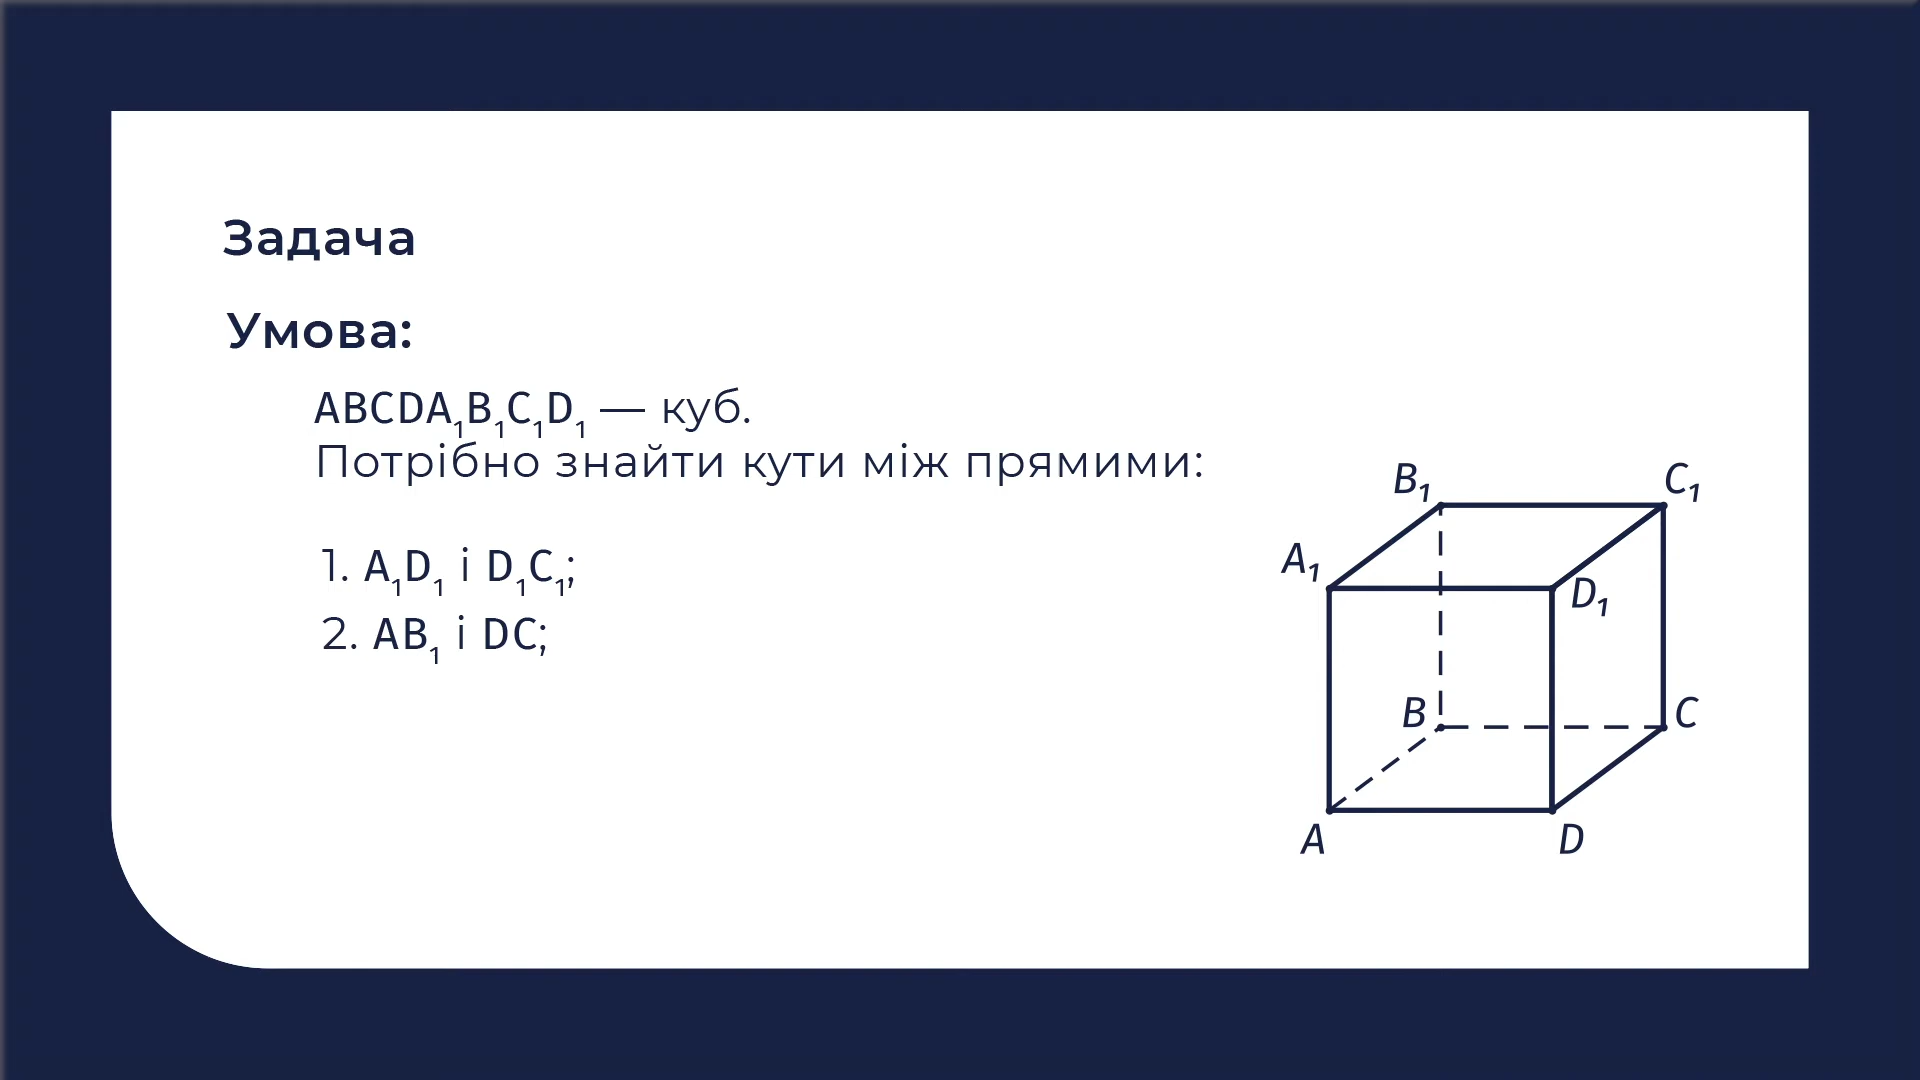 Задача
Умова:
ABCDA₁B₁C₁D₁ — куб.
Потрібно знайти кути між прямими:
1. A₁D₁ і D₁C₁;
2. AB₁ і DC;
B₁ C₁
A₁ D₁
B C
A D